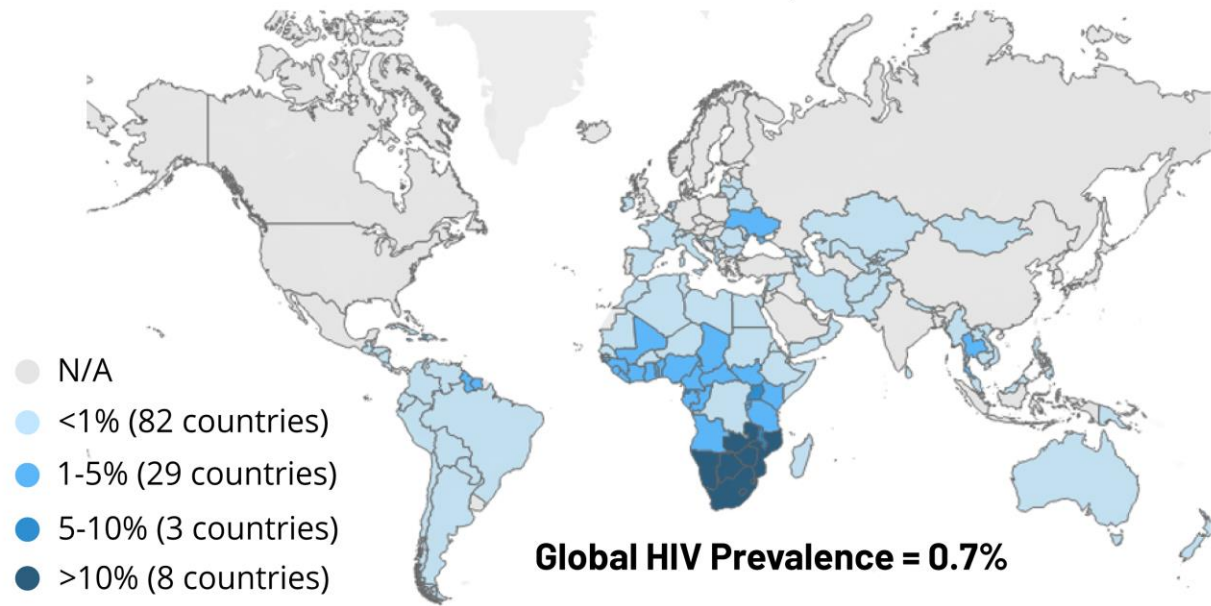 N/A
<1% (82 countries)
1-5% (29 countries)
5-10% (3 countries)
>10% (8 countries)
Global HIV Prevalence = 0.7%